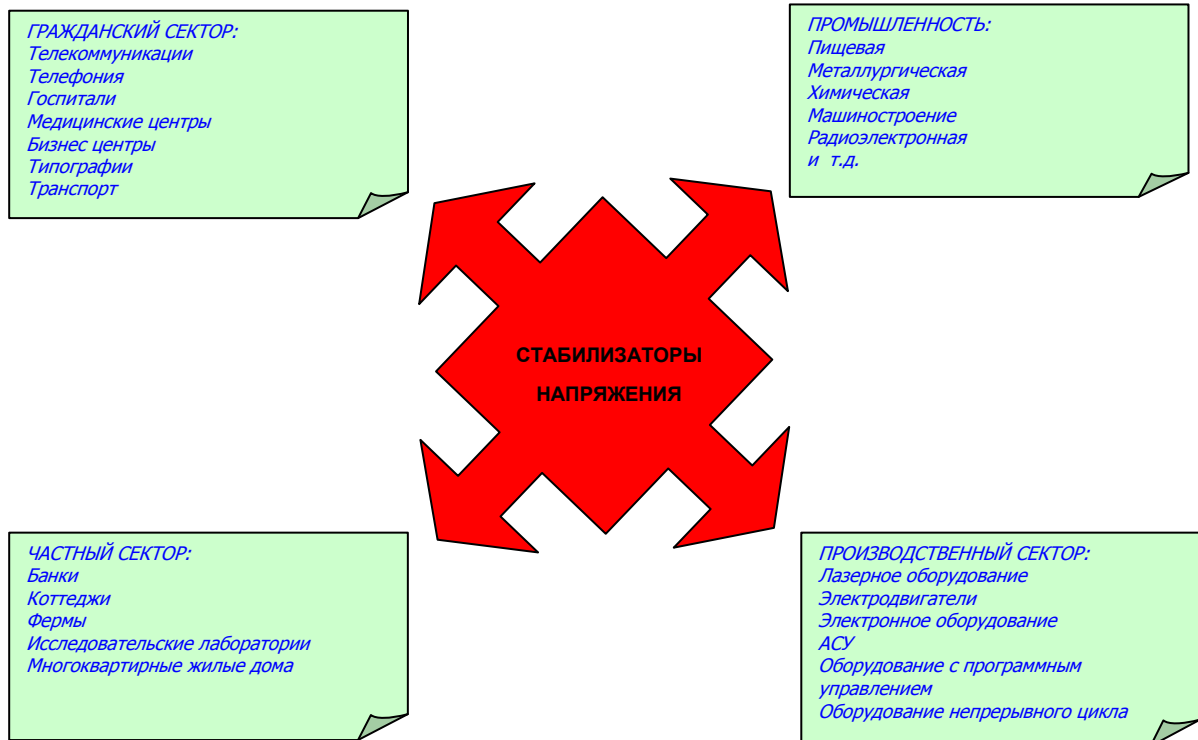 ГРАЖДАНСКИЙ СЕКТОР:
Телекоммуникации
Телефония
Госпитали
Медицинские центры
Бизнес центры
Типографии
Транспорт
ПРОМЫШЛЕННОСТЬ:
Пищевая
Металлургическая
Химическая
Машиностроение
Радиоэлектронная
и т.д.
СТАБИЛИЗАТОРЫ
НАПРЯЖЕНИЯ
ЧАСТНЫЙ СЕКТОР:
Банки
Коттеджи
Фермы
Исследовательские лаборатории
Многоквартирные жилые дома
ПРОИЗВОДСТВЕННЫЙ СЕКТОР:
Лазерное оборудование
Электродвигатели
Электронное оборудование
АСУ
Оборудование с программным
управлением
Оборудование непрерывного цикла